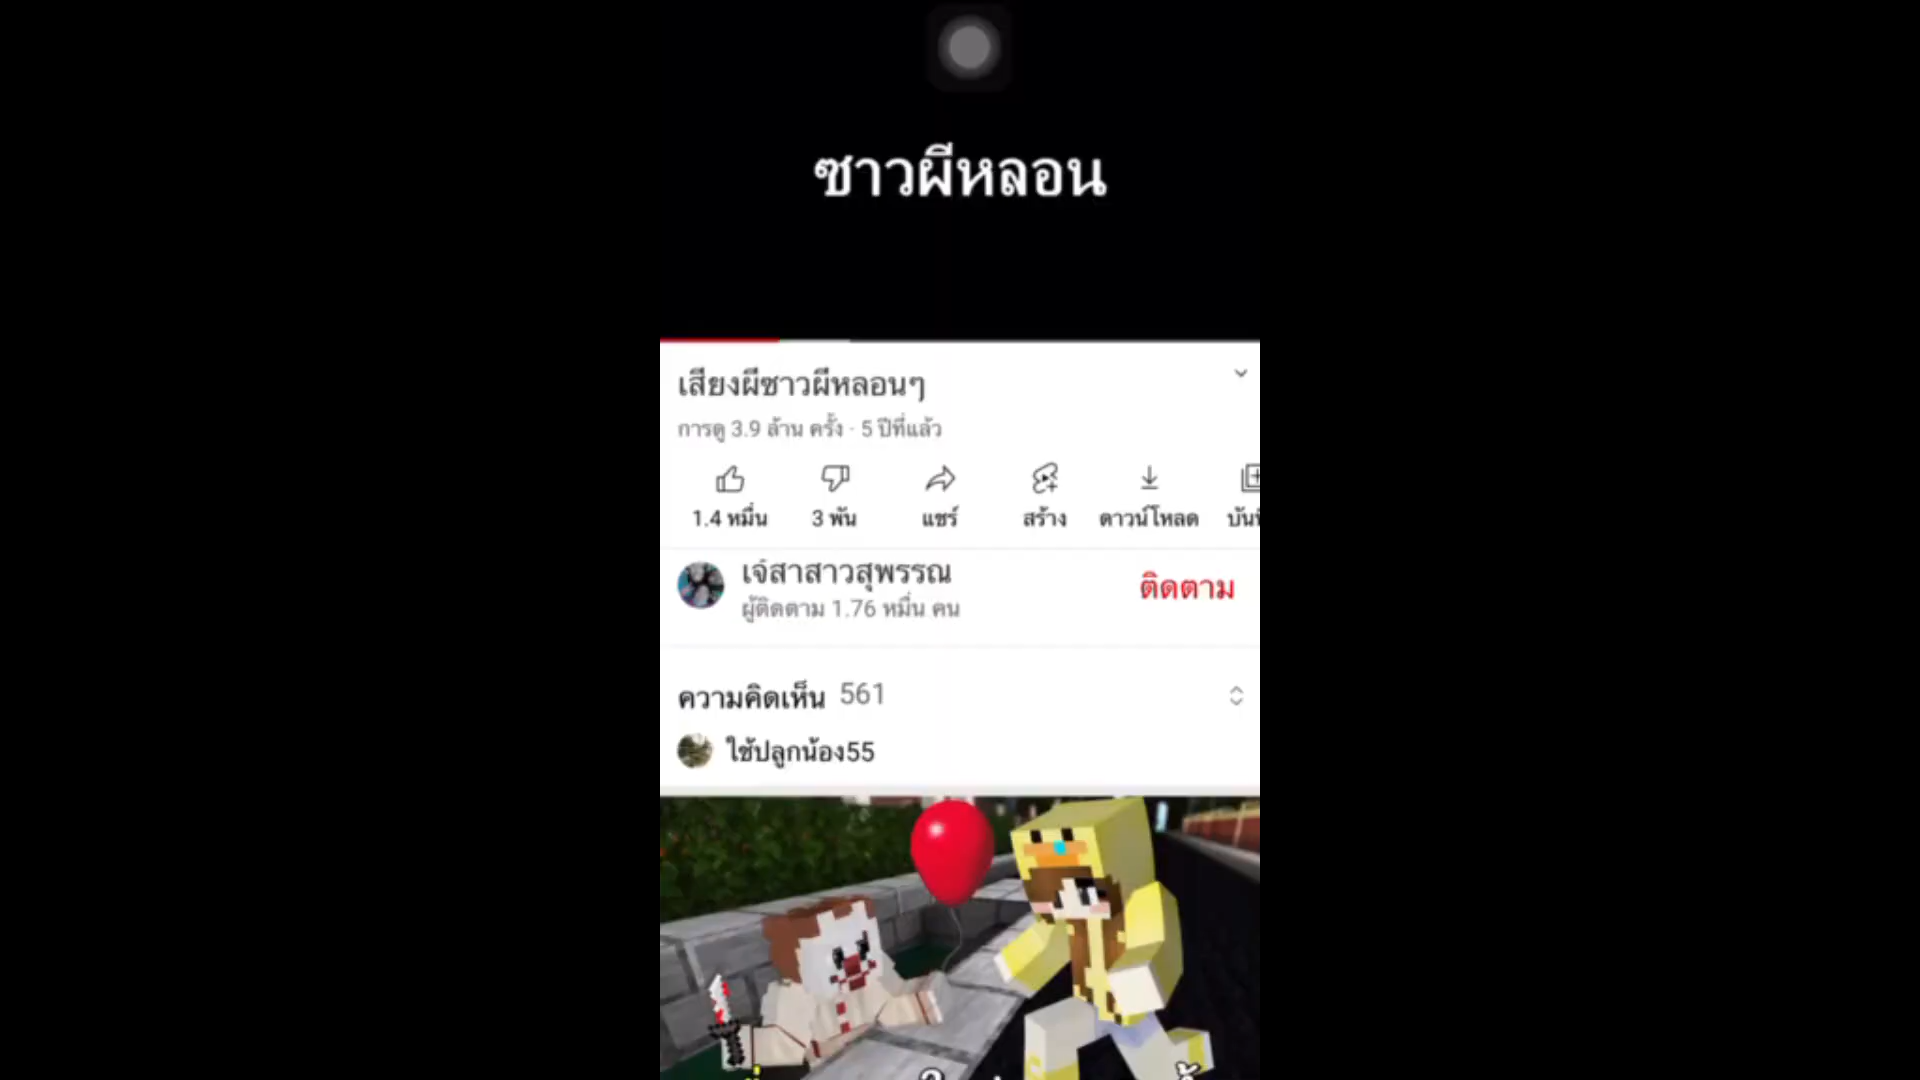 ซาวผีหลอน
เสียงผีซาวผีหลอนๆ
การดู 3.9 ล้าน ครั้ง · 5 ปีที่แล้ว
1.4 หมื่น
3 พัน
แชร์
สร้าง
ดาวน์โหลด
เจ๋สาสาวสุพรรณ
ติดตาม
ผู้ติดตาม 1.76 หมื่น คน
ความคิดเห็น 561
ใช้ปลูกน้อง55